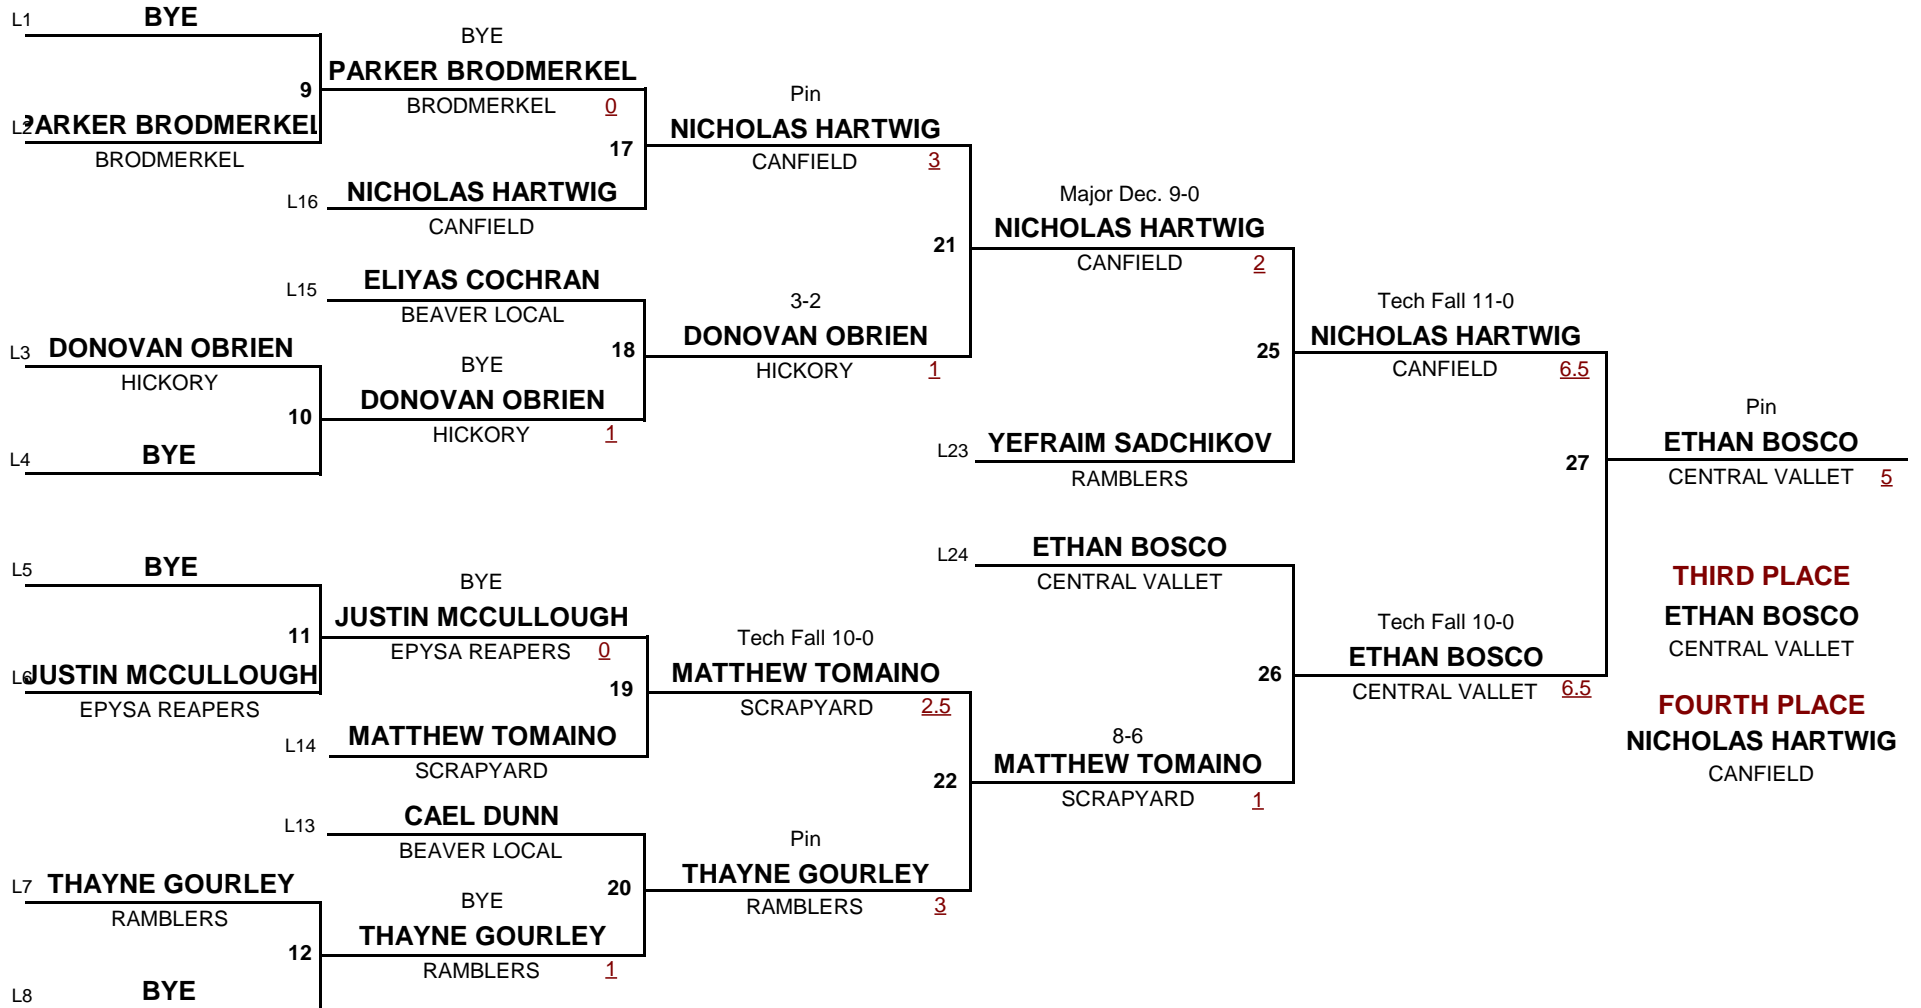 L1 BYE
BYE
PARKER BRODMERKEL
9
BRODMERKEL 0
L2 PARKER BRODMERKEL
BRODMERKEL
Pin
NICHOLAS HARTWIG
17
CANFIELD 3
L16 NICHOLAS HARTWIG
CANFIELD
Major Dec. 9-0
NICHOLAS HARTWIG
21
CANFIELD 2
L15 ELIYAS COCHRAN
BEAVER LOCAL
3-2
DONOVAN OBRIEN
18
HICKORY 1
L3 DONOVAN OBRIEN
HICKORY
BYE
DONOVAN OBRIEN
10
HICKORY 1
L4 BYE
Tech Fall 11-0
NICHOLAS HARTWIG
25
CANFIELD 6.5
L23 YEFRAIM SADCHIKOV
RAMBLERS
Pin
ETHAN BOSCO
27
CENTRAL VALLET 5
L5 BYE
BYE
JUSTIN MCCULLOUGH
11
EPYSA REAPERS 0
L6 JUSTIN MCCULLOUGH
EPYSA REAPERS
Tech Fall 10-0
MATTHEW TOMAINO
19
SCRAPYARD 2.5
L14 MATTHEW TOMAINO
SCRAPYARD
L24 ETHAN BOSCO
CENTRAL VALLET
Tech Fall 10-0
ETHAN BOSCO
26
CENTRAL VALLET 6.5
8-6
MATTHEW TOMAINO
22
SCRAPYARD 1
L13 CAEL DUNN
BEAVER LOCAL
Pin
THAYNE GOURLEY
20
RAMBLERS 3
L7 THAYNE GOURLEY
RAMBLERS
BYE
THAYNE GOURLEY
12
RAMBLERS 1
L8 BYE
THIRD PLACE
ETHAN BOSCO
CENTRAL VALLET
FOURTH PLACE
NICHOLAS HARTWIG
CANFIELD